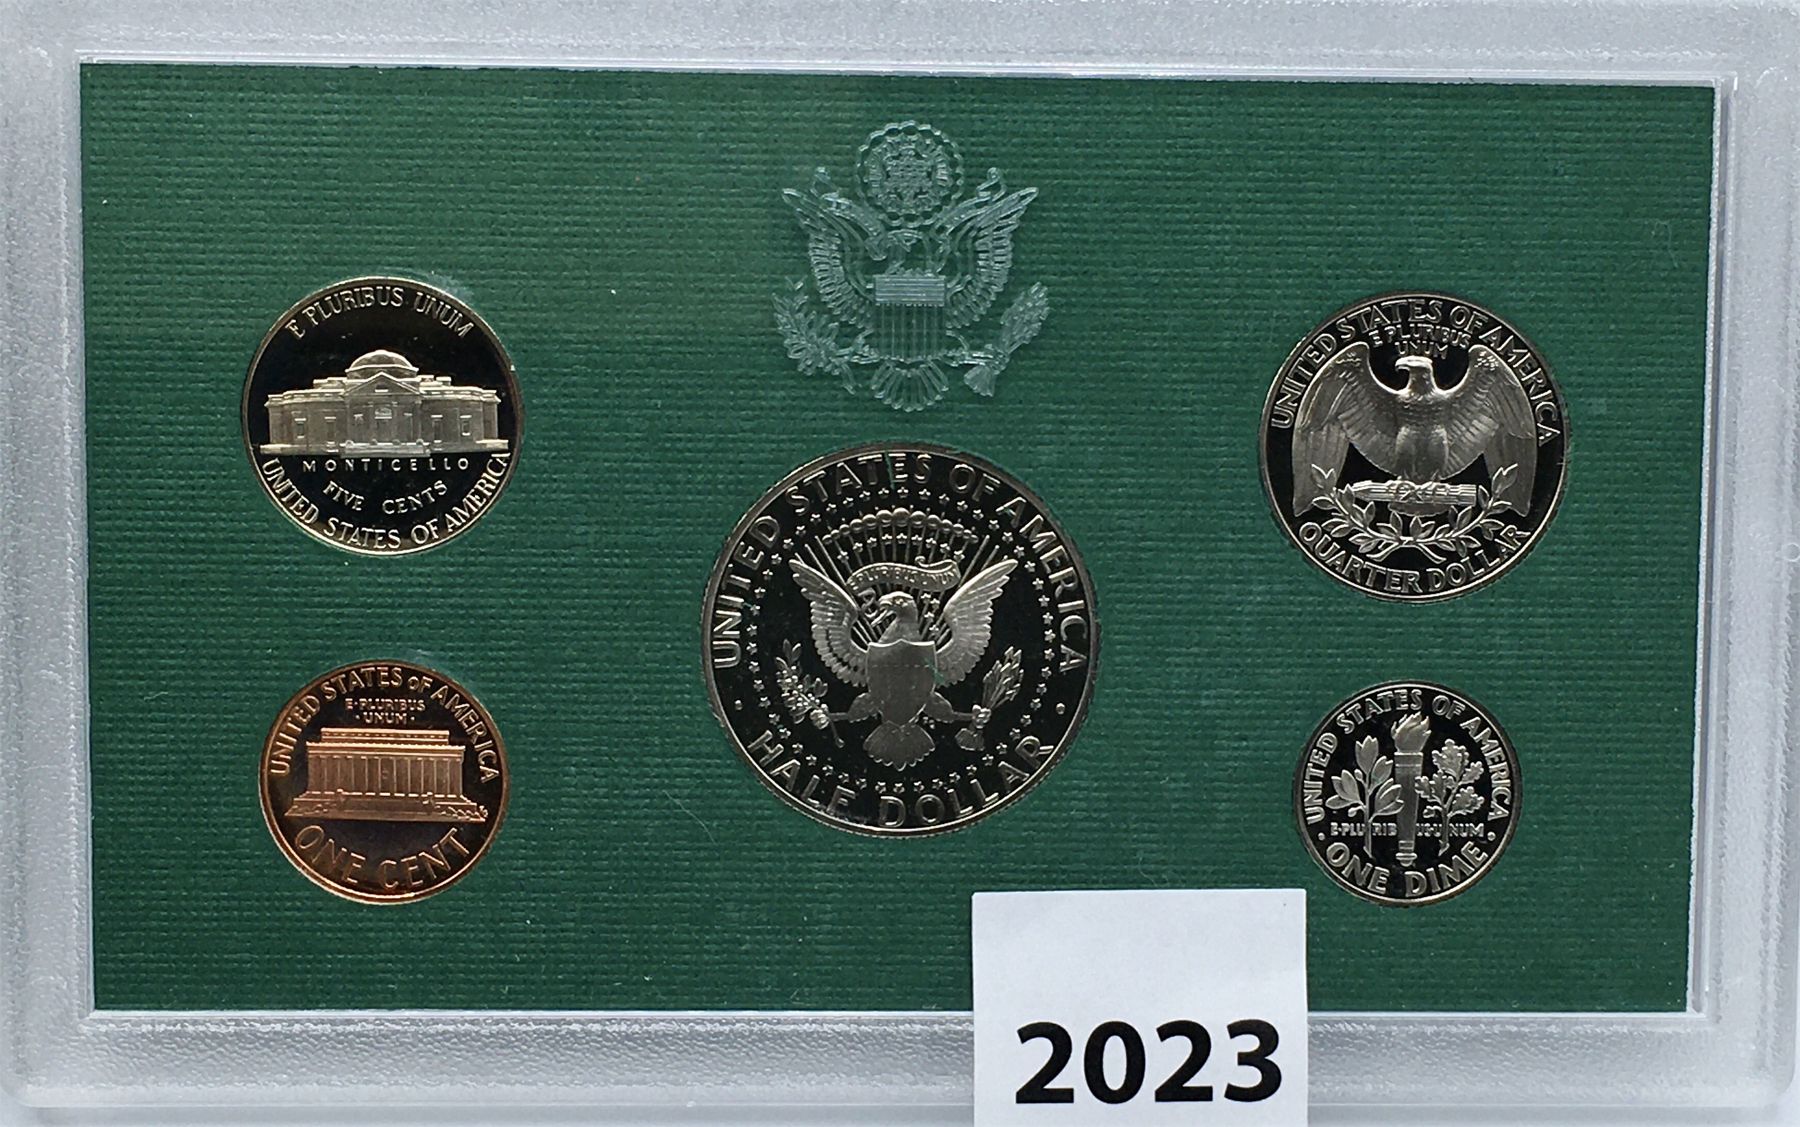 E PLURIBUS UNUM
MONTICELLO
FIVE CENTS
UNITED STATES OF AMERICA
UNITED STATES OF AMERICA
E·PLURIBUS
·UNUM·
ONE CENT
UNITED STATES OF AMERICA
E PLURIBUS UNUM
HALF DOLLAR
UNITED STATES OF AMERICA
E PLURIBUS
UNUM
QUARTER DOLLAR
UNITED STATES OF AMERICA
E·PLURIBUS·UNUM
ONE DIME
2023